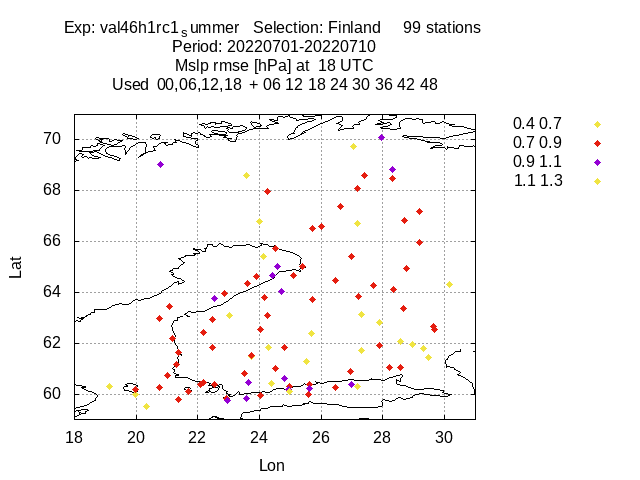 Exp: val46h1rc1summer   Selection: Finland     99 stations
Period: 20220701-20220710
Mslp rmse [hPa] at  18 UTC
Used  00,06,12,18  + 06 12 18 24 30 36 42 48
0.4 0.7
0.7 0.9
0.9 1.1
1.1 1.3
Lat
70
68
66
64
62
60
18 20 22 24 26 28 30
Lon